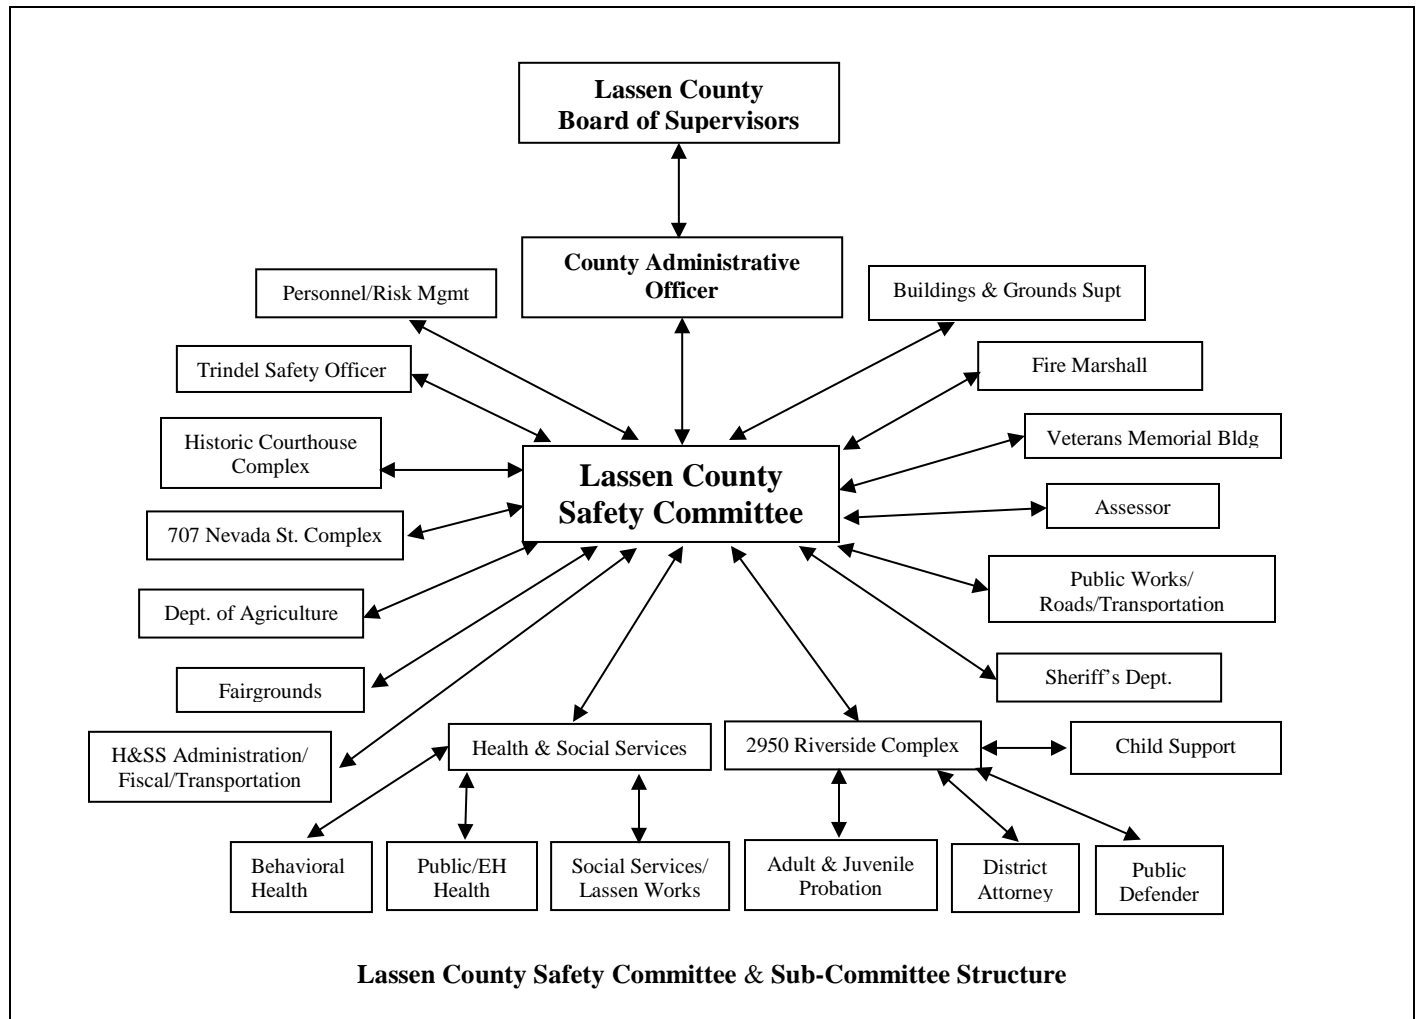 Lassen County
Board of Supervisors
County Administrative
Officer
Personnel/Risk Mgmt
Buildings & Grounds Supt
Trindel Safety Officer
Fire Marshall
Historic Courthouse
Complex
Veterans Memorial Bldg
Lassen County
Safety Committee
707 Nevada St. Complex
Assessor
Dept. of Agriculture
Public Works/
Roads/Transportation
Fairgrounds
Sheriff’s Dept.
H&SS Administration/
Fiscal/Transportation
Health & Social Services
2950 Riverside Complex
Child Support
Behavioral
Health
Public/EH
Health
Social Services/
Lassen Works
Adult & Juvenile
Probation
District
Attorney
Public
Defender
Lassen County Safety Committee & Sub-Committee Structure